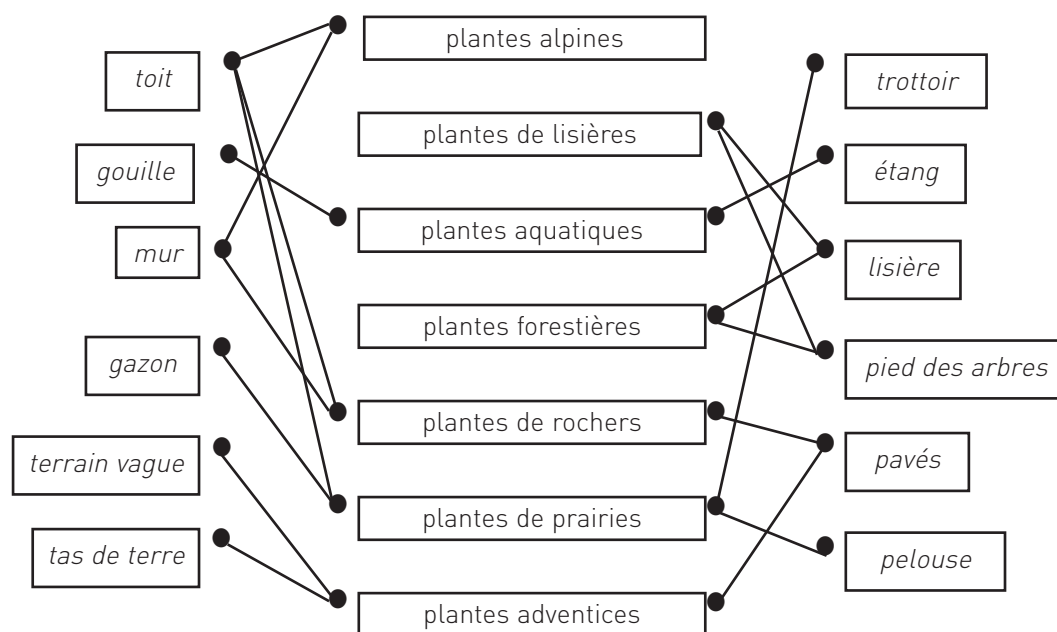 plantes alpines
toit
trottoir
plantes de lisières
gouille
étang
plantes aquatiques
mur
lisière
plantes forestières
gazon
pied des arbres
plantes de rochers
terrain vague
pavés
plantes de prairies
tas de terre
pelouse
plantes adventices